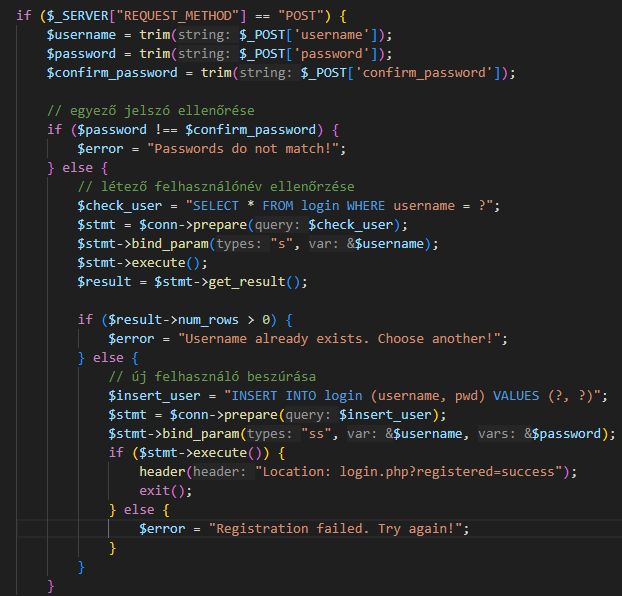 if ($_SERVER["REQUEST_METHOD"] == "POST") {
    $username = trim(string: $_POST['username']);
    $password = trim(string: $_POST['password']);
    $confirm_password = trim(string: $_POST['confirm_password']);

    // egyező jelszó ellenőrése
    if ($password !== $confirm_password) {
        $error = "Passwords do not match!";
    } else {
        // létező felhasználónév ellenőrzése
        $check_user = "SELECT * FROM login WHERE username = ?";
        $stmt = $conn->prepare(query: $check_user);
        $stmt->bind_param(types: "s", var: &$username);
        $stmt->execute();
        $result = $stmt->get_result();

        if ($result->num_rows > 0) {
            $error = "Username already exists. Choose another!";
        } else {
            // új felhasználó beszúrása
            $insert_user = "INSERT INTO login (username, pwd) VALUES (?, ?)";
            $stmt = $conn->prepare(query: $insert_user);
            $stmt->bind_param(types: "ss", var: &$username, vars: &$password);
            if ($stmt->execute()) {
                header(header: "Location: login.php?registered=success");
                exit();
            } else {
                $error = "Registration failed. Try again!";
            }
        }
    }